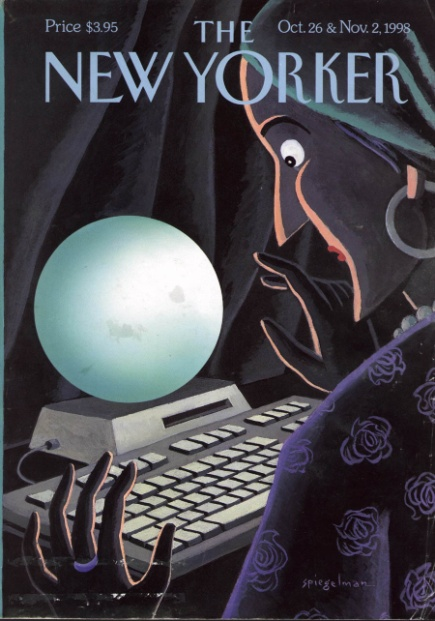 Price $3.95
THE
Oct. 26 & Nov. 2, 1998
NEW YORKER
spiegelman